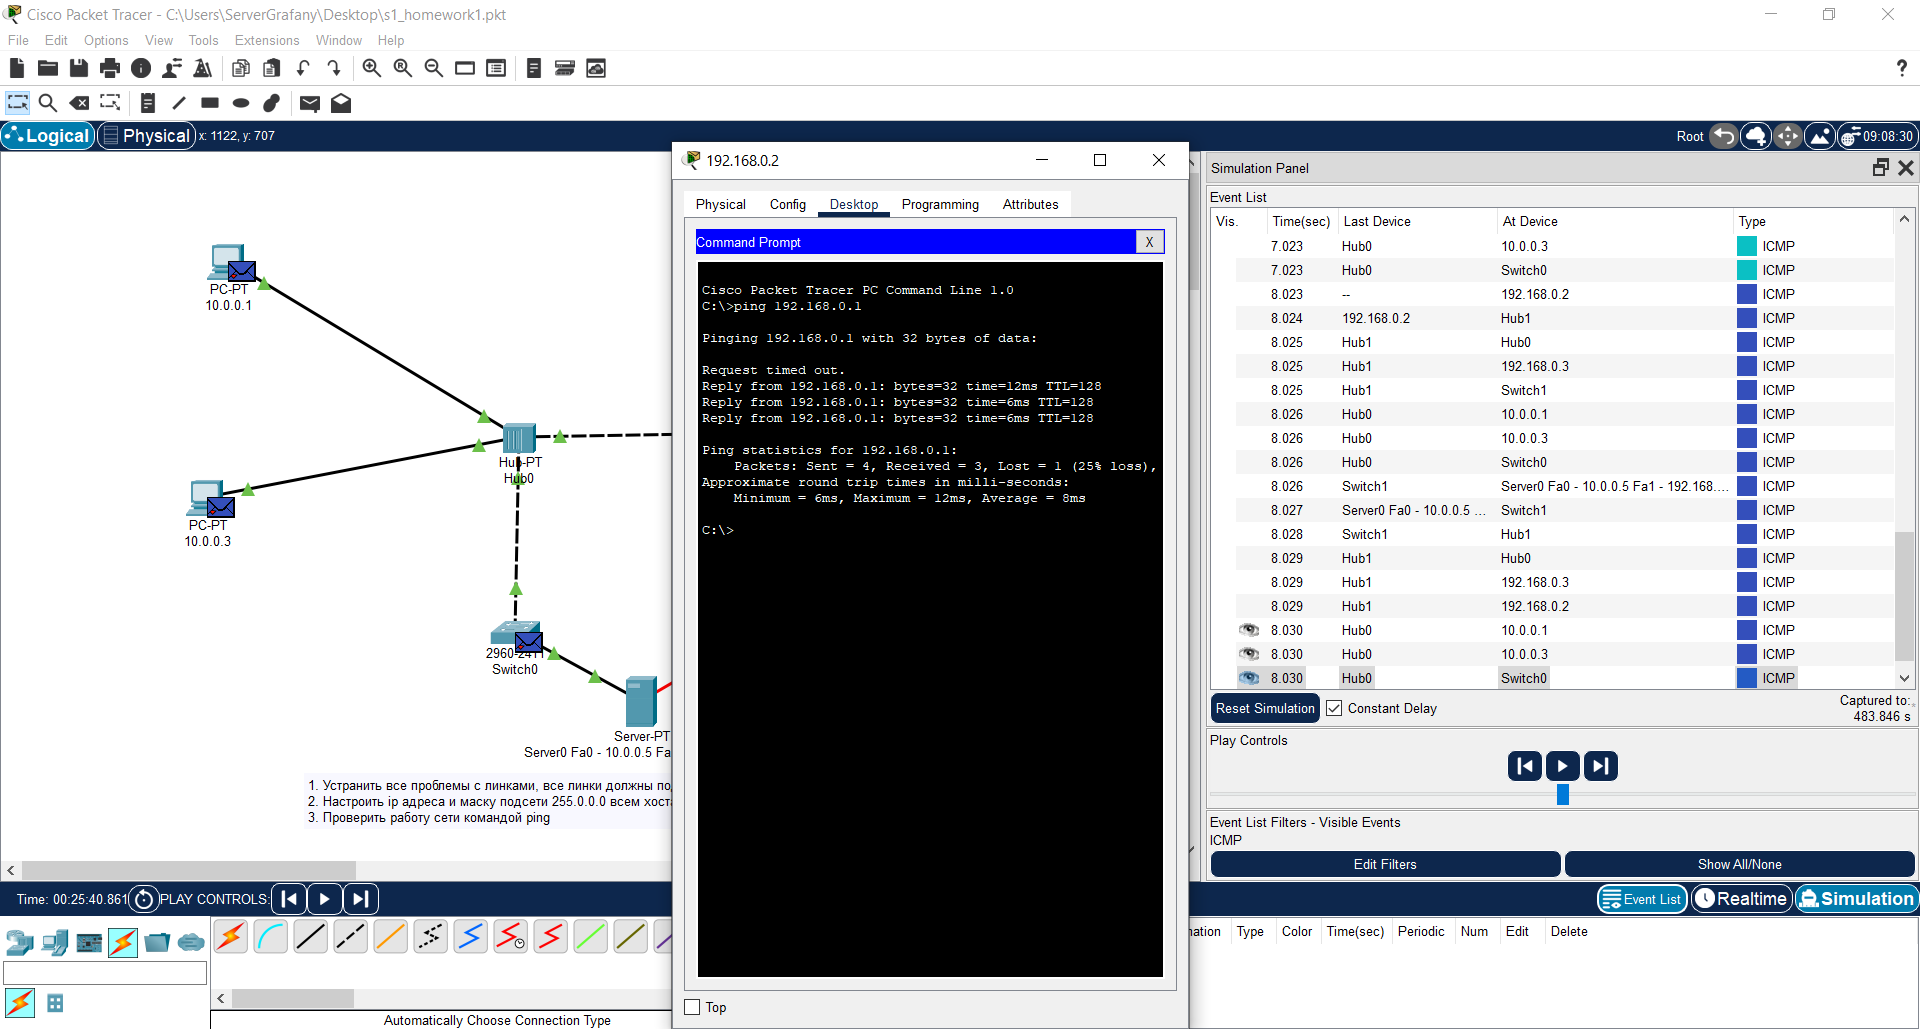 Cisco Packet Tracer - C:\Users\ServerGrafany\Desktop\s1_homework1.pkt
File Edit Options View Tools Extensions Window Help
?
Logical Physical x: 1122, y: 707
Root 09:08:30
PC-PT
10.0.0.1
PC-PT
10.0.0.3
Hub-PT
Hub0
2960-24TT
Switch0
Server-PT
Server0 Fa0 - 10.0.0.5 Fa
1. Устранить все проблемы с линками, все линки должны по
2. Настроить ip адреса и маску подсети 255.0.0.0 всем хост
3. Проверить работу сети командой ping
192.168.0.2
Physical Config Desktop Programming Attributes
Command Prompt X
Cisco Packet Tracer PC Command Line 1.0
C:\>ping 192.168.0.1
Pinging 192.168.0.1 with 32 bytes of data:
Request timed out.
Reply from 192.168.0.1: bytes=32 time=12ms TTL=128
Reply from 192.168.0.1: bytes=32 time=6ms TTL=128
Reply from 192.168.0.1: bytes=32 time=6ms TTL=128
Ping statistics for 192.168.0.1:
Packets: Sent = 4, Received = 3, Lost = 1 (25% loss),
Approximate round trip times in milli-seconds:
Minimum = 6ms, Maximum = 12ms, Average = 8ms
C:\>
Top
Simulation Panel
Event List
Vis. Time(sec) Last Device At Device Type
7.023 Hub0 10.0.0.3 ICMP
7.023 Hub0 Switch0 ICMP
8.023 -- 192.168.0.2 ICMP
8.024 192.168.0.2 Hub1 ICMP
8.025 Hub1 Hub0 ICMP
8.025 Hub1 192.168.0.3 ICMP
8.025 Hub1 Switch1 ICMP
8.026 Hub0 10.0.0.1 ICMP
8.026 Hub0 10.0.0.3 ICMP
8.026 Hub0 Switch0 ICMP
8.026 Switch1 Server0 Fa0 - 10.0.0.5 Fa1 - 192.168.... ICMP
8.027 Server0 Fa0 - 10.0.0.5 ... Switch1 ICMP
8.028 Switch1 Hub1 ICMP
8.029 Hub1 Hub0 ICMP
8.029 Hub1 192.168.0.3 ICMP
8.029 Hub1 192.168.0.2 ICMP
8.030 Hub0 10.0.0.1 ICMP
8.030 Hub0 10.0.0.3 ICMP
8.030 Hub0 Switch0 ICMP
Reset Simulation Constant Delay Captured to:
483.846 s
Play Controls
Event List Filters - Visible Events
ICMP
Edit Filters Show All/None
Time: 00:25:40.861 PLAY CONTROLS: Event List Realtime Simulation
nation Type Color Time(sec) Periodic Num Edit Delete
Automatically Choose Connection Type